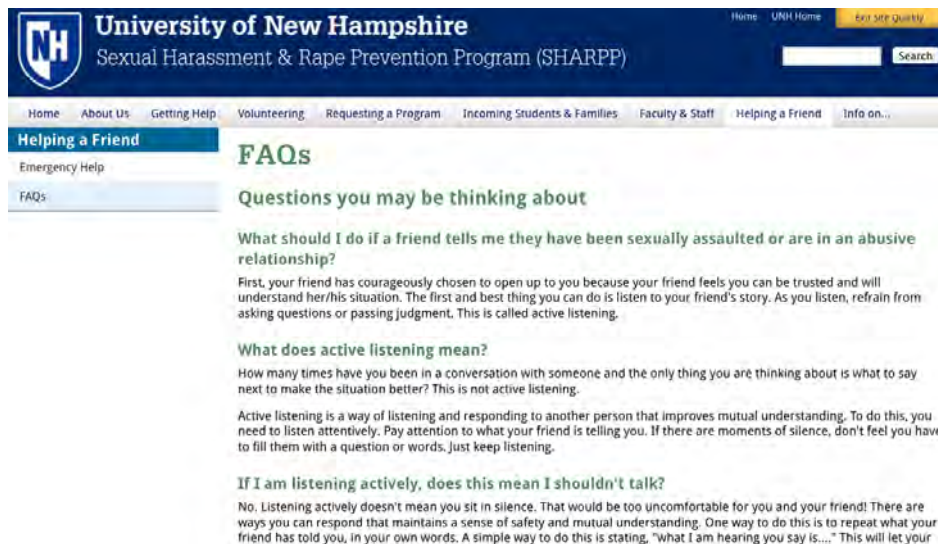 NH
University of New Hampshire
Sexual Harassment & Rape Prevention Program (SHARPP)
Home UNH Home Exit Site Quickly
Search
Home About Us Getting Help Volunteering Requesting a Program Incoming Students & Families Faculty & Staff Helping a Friend Info on...
Helping a Friend
Emergency Help
FAQs
FAQs
Questions you may be thinking about
What should I do if a friend tells me they have been sexually assaulted or are in an abusive
relationship?
First, your friend has courageously chosen to open up to you because your friend feels you can be trusted and will
understand her/his situation. The first and best thing you can do is listen to your friend's story. As you listen, refrain from
asking questions or passing judgment. This is called active listening.
What does active listening mean?
How many times have you been in a conversation with someone and the only thing you are thinking about is what to say
next to make the situation better? This is not active listening.
Active listening is a way of listening and responding to another person that improves mutual understanding. To do this, you
need to listen attentively. Pay attention to what your friend is telling you. If there are moments of silence, don't feel you have
to fill them with a question or words. Just keep listening.
If I am listening actively, does this mean I shouldn't talk?
No. Listening actively doesn't mean you sit in silence. That would be too uncomfortable for you and your friend! There are
ways you can respond that maintains a sense of safety and mutual understanding. One way to do this is to repeat what your
friend has told you, in your own words. A simple way to do this is stating, "what I am hearing you say is...." This will let your